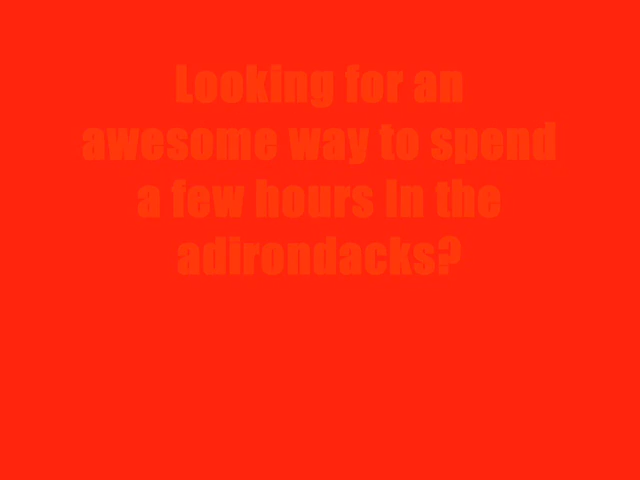 Looking for an
awesome way to spend
a few hours in the
adirondacks?